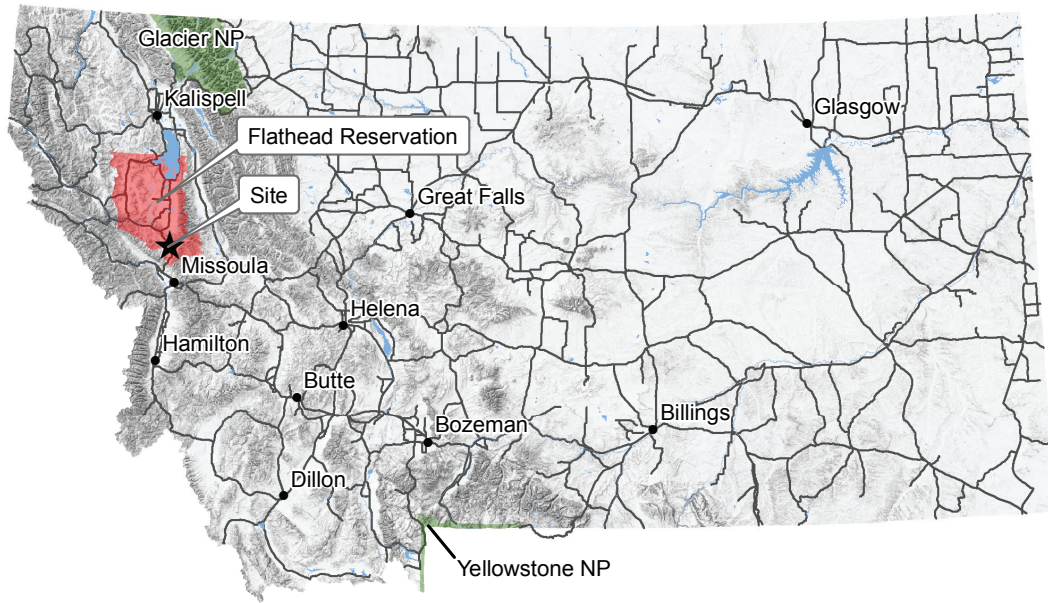 Glacier NP
Kalispell
Glasgow
Flathead Reservation
Site
Great Falls
Missoula
Helena
Hamilton
Butte
Billings
Bozeman
Dillon
Yellowstone NP